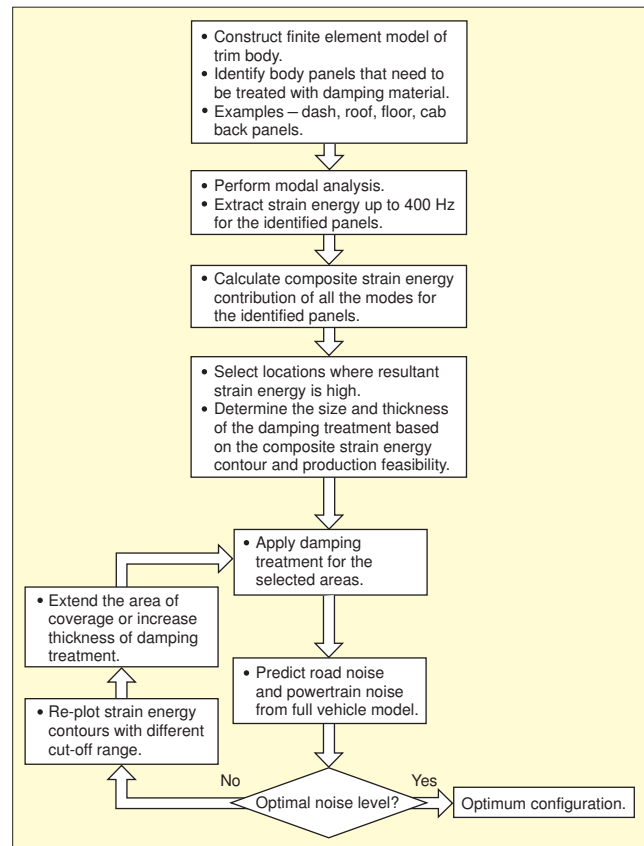 • Construct finite element model of
trim body.
• Identify body panels that need to
be treated with damping material.
• Examples – dash, roof, floor, cab
back panels.
• Perform modal analysis.
• Extract strain energy up to 400 Hz
for the identified panels.
• Calculate composite strain energy
contribution of all the modes for
the identified panels.
• Select locations where resultant
strain energy is high.
• Determine the size and thickness
of the damping treatment based
on the composite strain energy
contour and production feasibility.
• Apply damping
treatment for the
selected areas.
• Extend the area of
coverage or increase
thickness of damping
treatment.
• Predict road noise
and powertrain noise
from full vehicle model.
• Re-plot strain energy
contours with different
cut-off range.
No
Yes
Optimal noise level?
Optimum configuration.